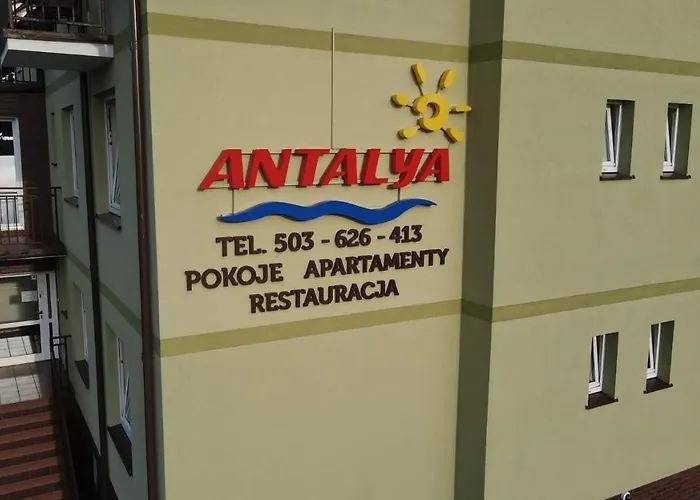 ANTALYA
TEL. 503 - 626 - 413
POKOJE APARTAMENTY
RESTAURACJA